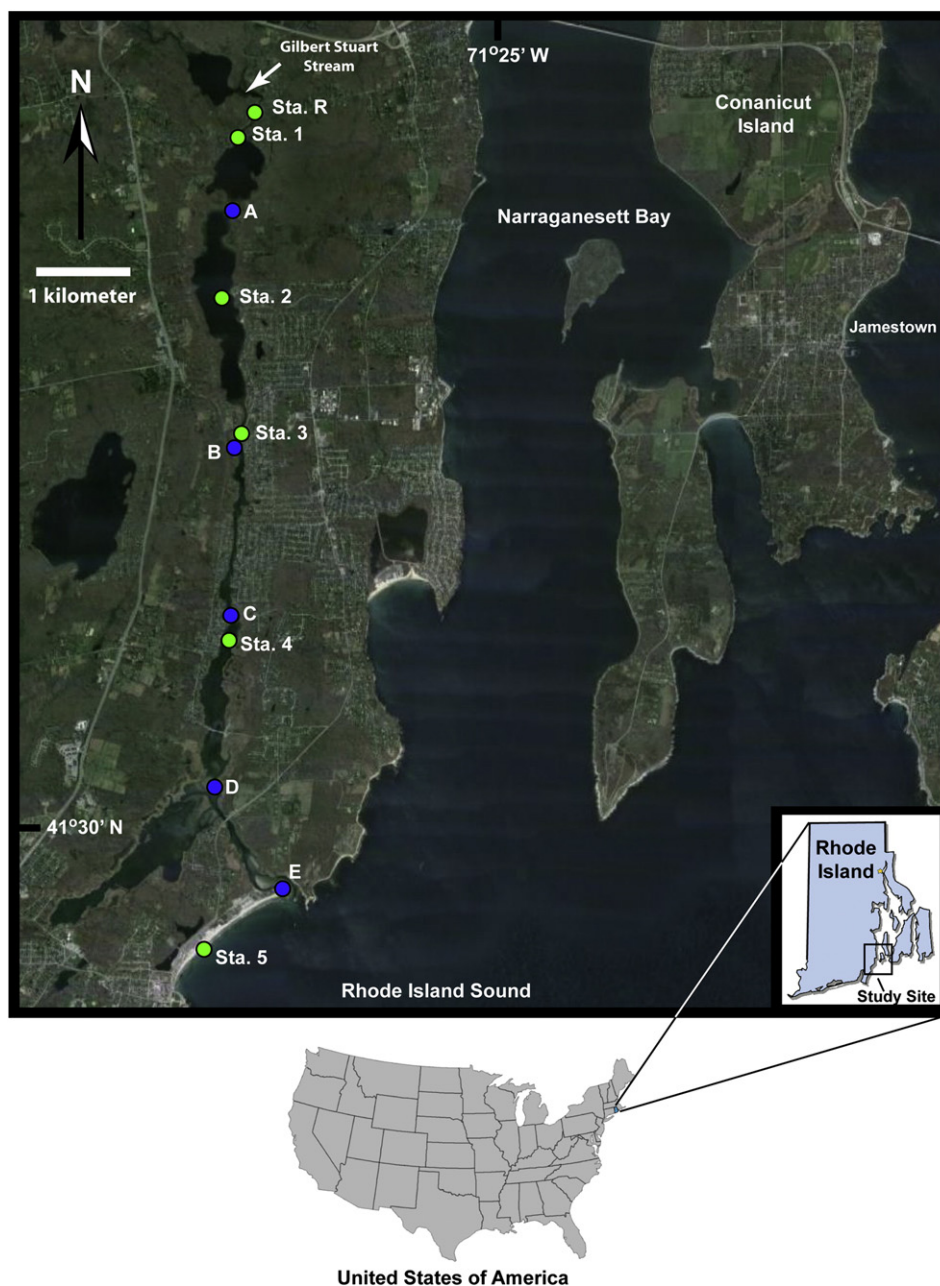 71°25' W
Gilbert Stuart
Stream
N
Sta. R
Sta. 1
Conanicut
Island
A
Narraganesett Bay
1 kilometer
Sta. 2
Jamestown
Sta. 3
B
C
Sta. 4
D
41°30' N
E
Rhode
Island
Sta. 5
Rhode Island Sound
Study Site
United States of America